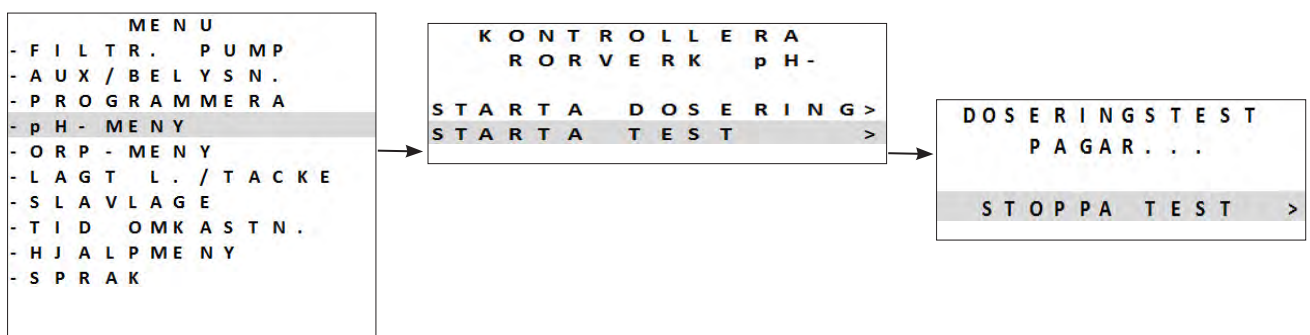 MENU
-FILTR. PUMP
-AUX/BELYSN.
-PROGRAMMERA
-pH- MENY
-ORP-MENY
-LAGT L./TACKE
-SLAVLAGE
-TID OMKASTN.
-HJALPMENY
-SPRAK
KONTROLLERA
RORVERK pH-
STARTA DOSERING>
STARTA TEST >
DOSERINGSTEST
PAGAR...
STOPPA TEST >